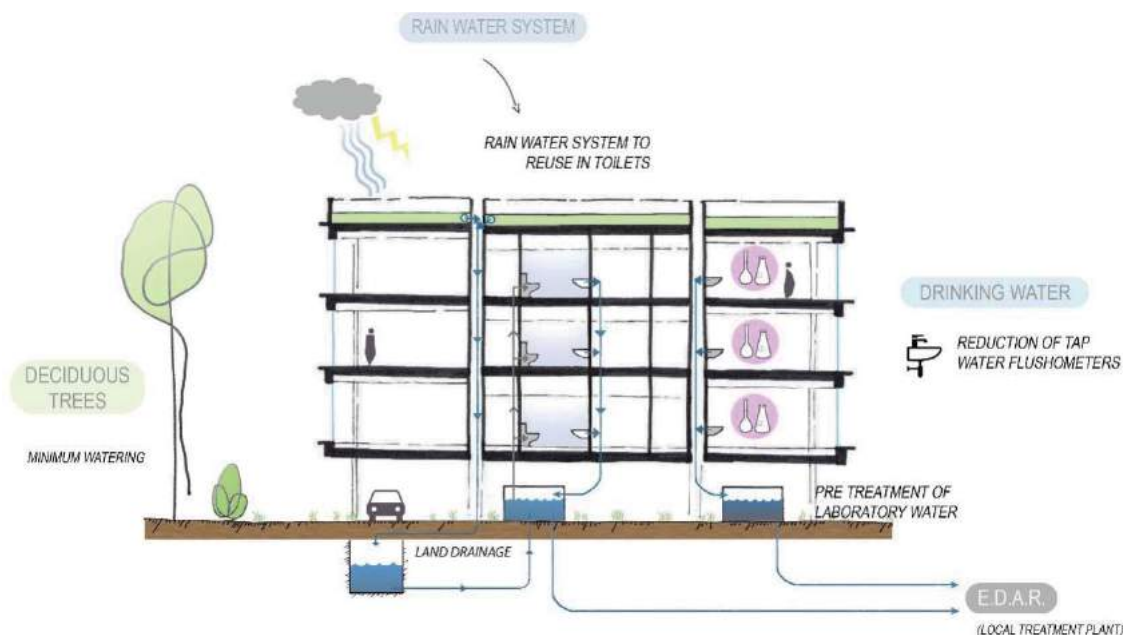 RAIN WATER SYSTEM
RAIN WATER SYSTEM TO
REUSE IN TOILETS
DRINKING WATER
REDUCTION OF TAP
WATER FLUSHOMETERS
DECIDUOUS
TREES
MINIMUM WATERING
PRE TREATMENT OF
LABORATORY WATER
LAND DRAINAGE
E.D.A.R.
(LOCAL TREATMENT PLANT)